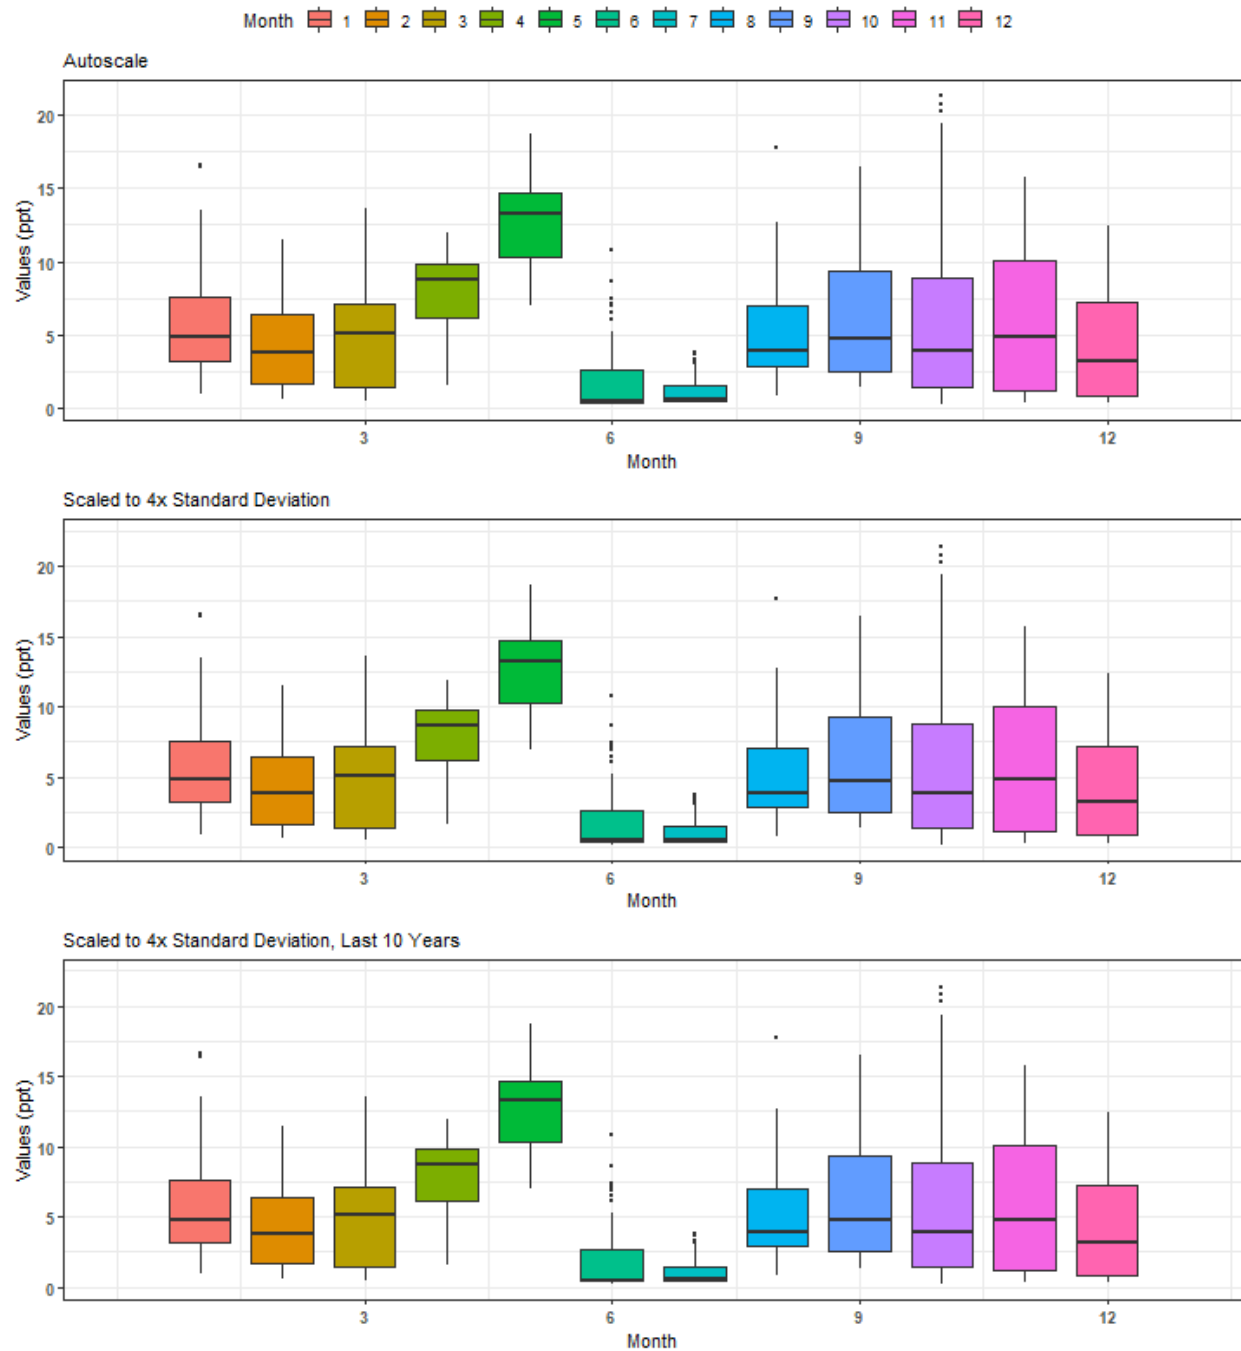 Month 1 2 3 4 5 6 7 8 9 10 11 12
Autoscale
Values (ppt)
20
15
10
5
0
3 6 9 12
Month
Scaled to 4x Standard Deviation
Values (ppt)
20
15
10
5
0
3 6 9 12
Month
Scaled to 4x Standard Deviation, Last 10 Years
Values (ppt)
20
15
10
5
0
3 6 9 12
Month